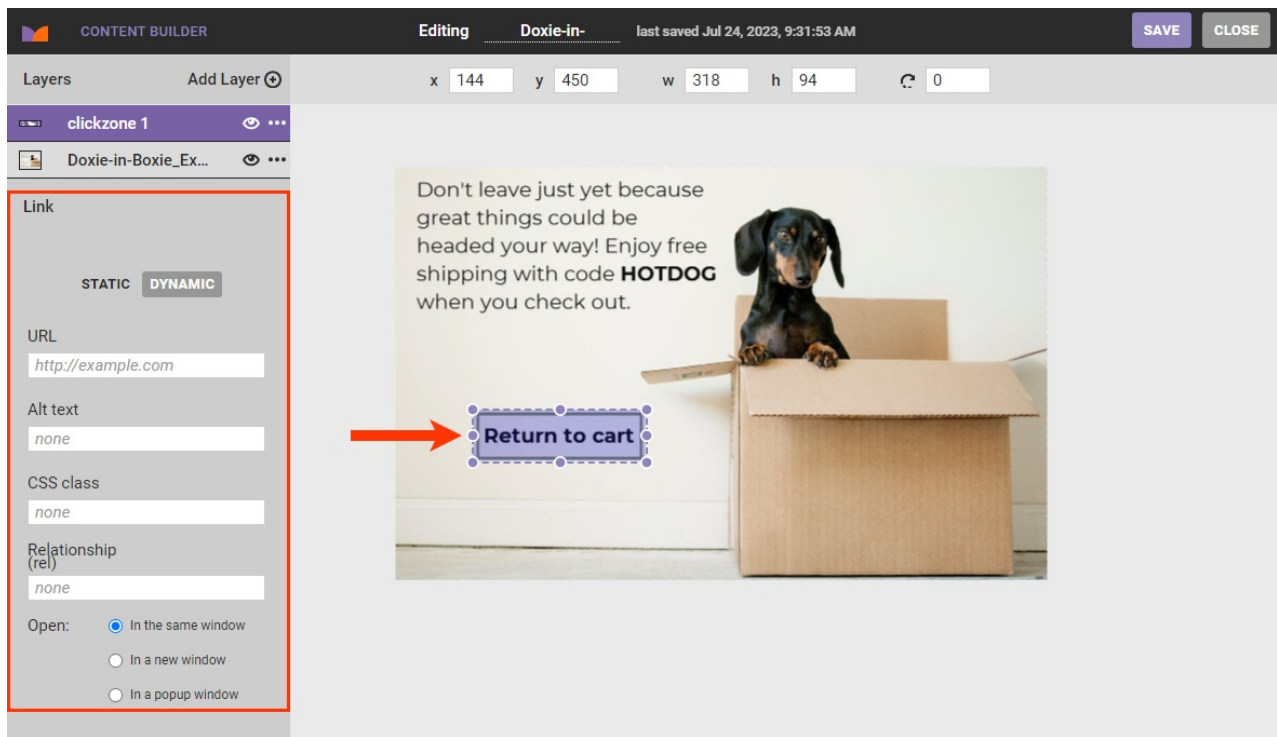 CONTENT BUILDER
Editing Doxie-in- last saved Jul 24, 2023, 9:31:53 AM
SAVE CLOSE
Layers Add Layer
x 144 y 450 w 318 h 94 0
clickzone 1
Doxie-in-Boxie_Ex...
Link
STATIC DYNAMIC
URL
http://example.com
Alt text
none
CSS class
none
Relationship
(rel)
none
Open: In the same window
In a new window
In a popup window
Don't leave just yet because
great things could be
headed your way! Enjoy free
shipping with code HOTDOG
when you check out.
Return to cart